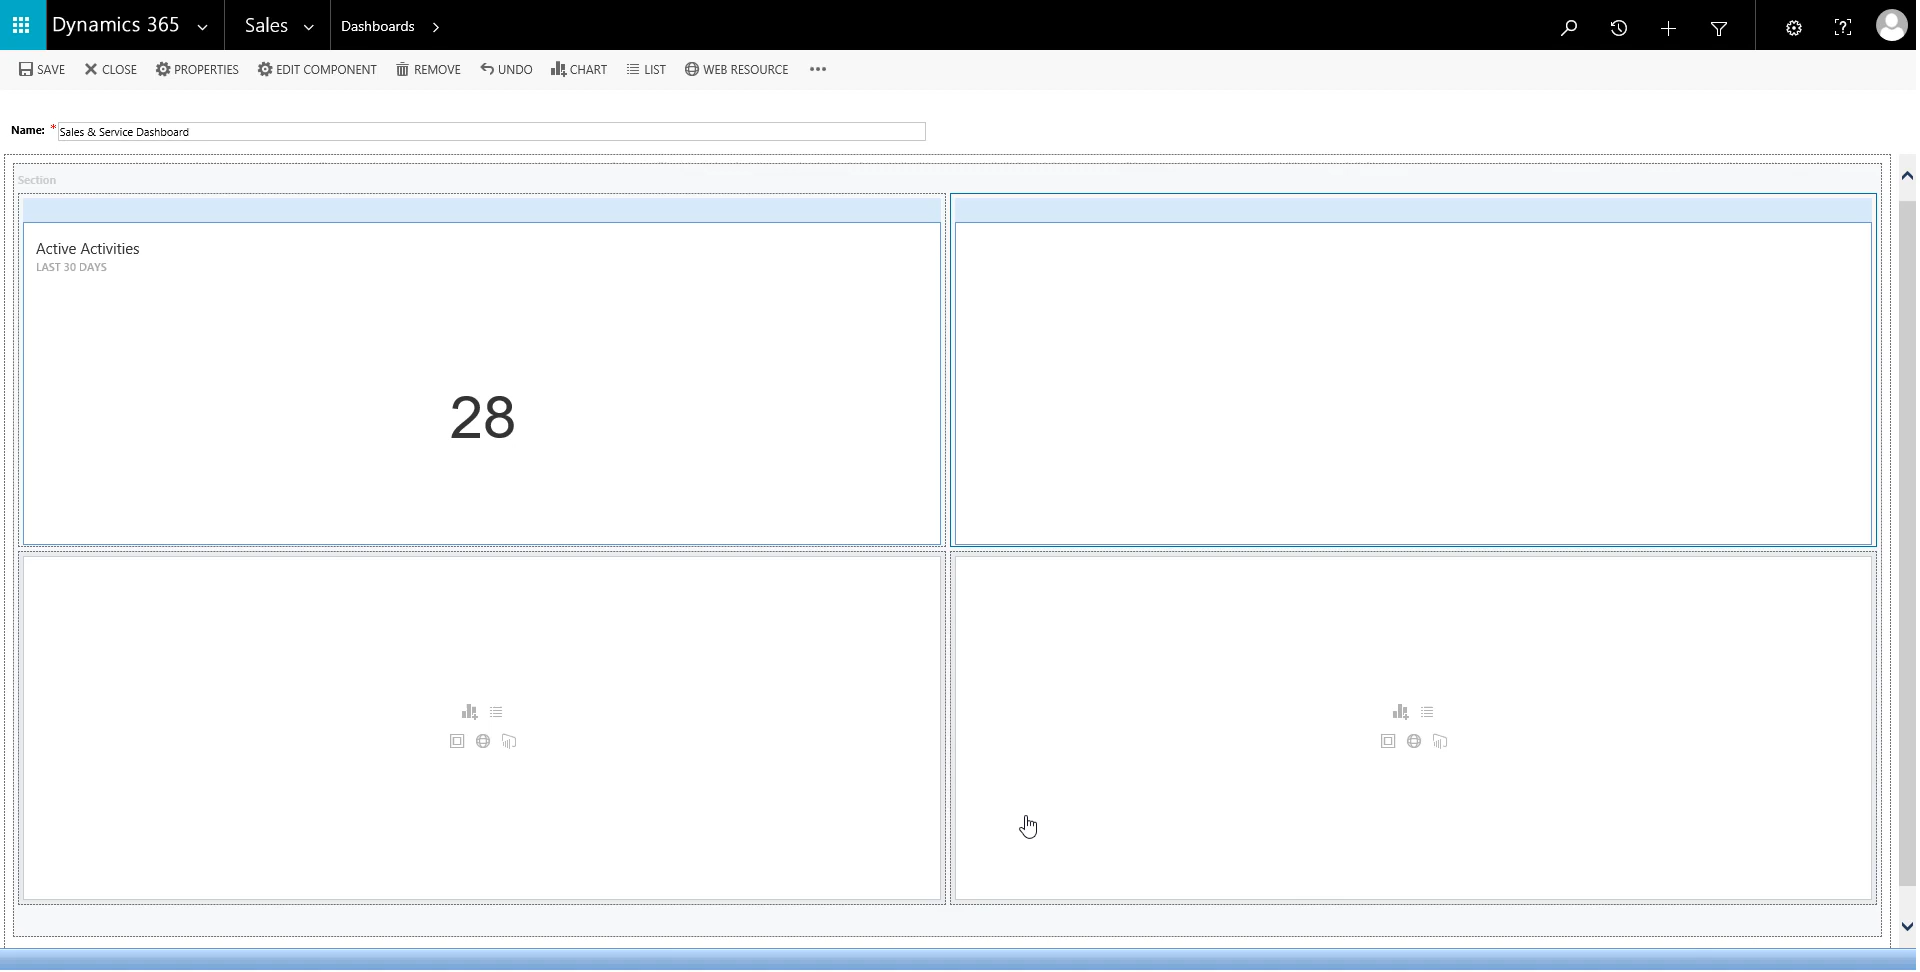 Dynamics 365 Sales Dashboards
SAVE CLOSE PROPERTIES EDIT COMPONENT REMOVE UNDO CHART LIST WEB RESOURCE •••
Name: * Sales & Service Dashboard
Section
Active Activities
LAST 30 DAYS
28